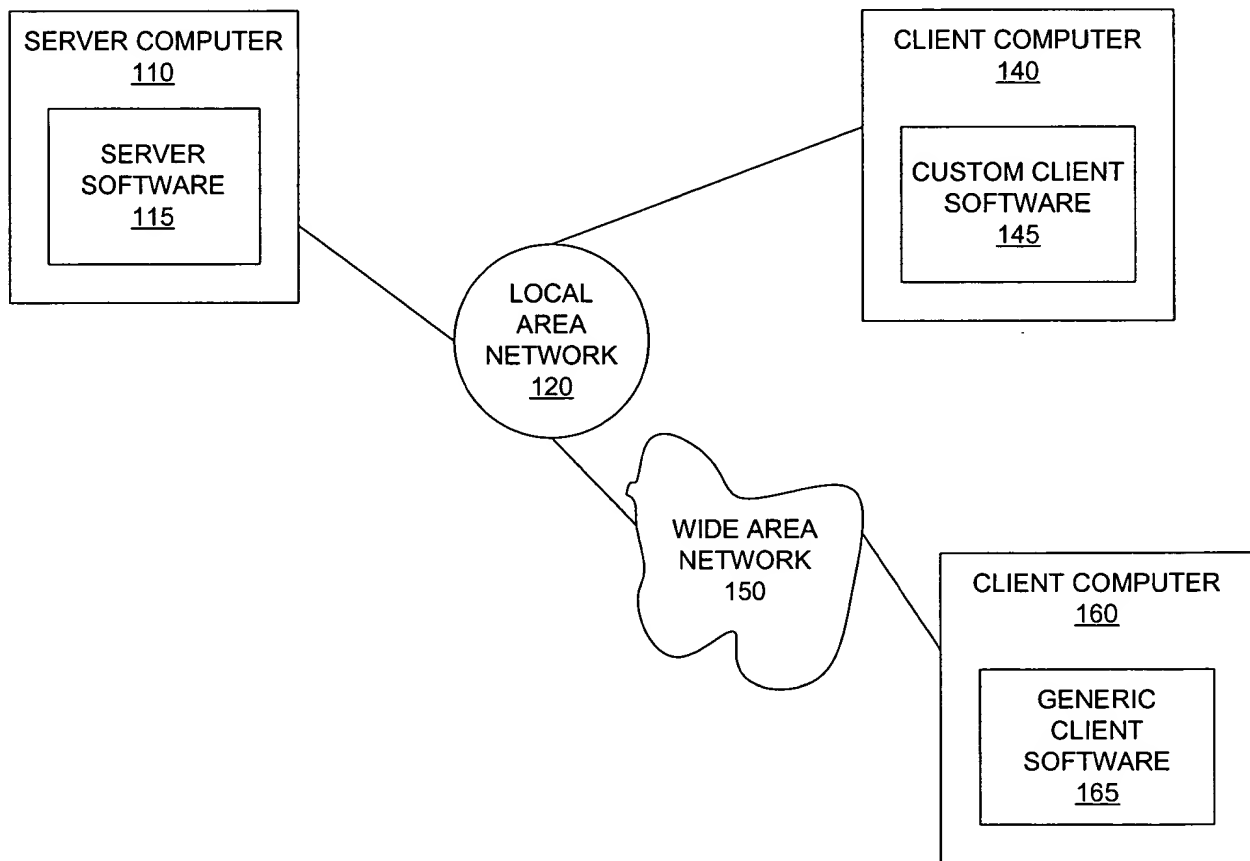 SERVER COMPUTER
110
SERVER
SOFTWARE
115
CLIENT COMPUTER
140
CUSTOM CLIENT
SOFTWARE
145
LOCAL
AREA
NETWORK
120
WIDE AREA
NETWORK
150
CLIENT COMPUTER
160
GENERIC
CLIENT
SOFTWARE
165